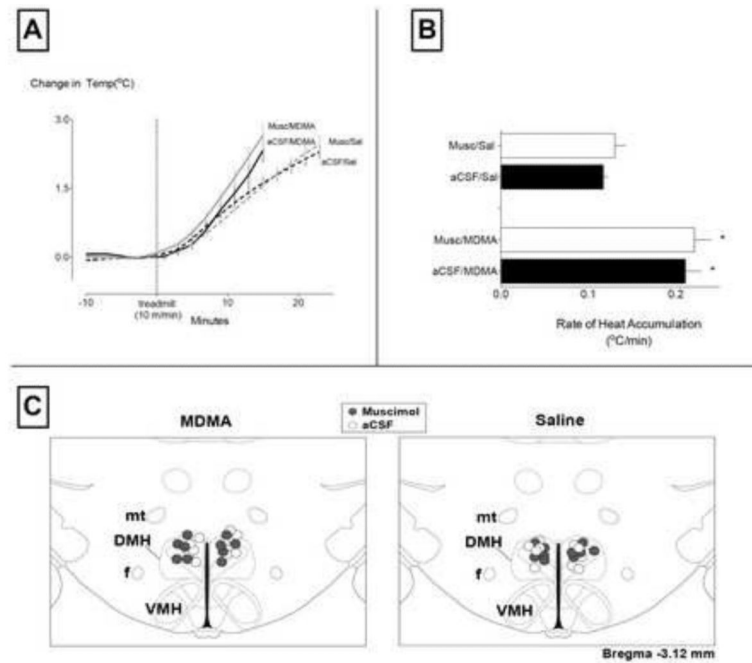 A
Change in Temp(ºC)
3.0
1.5
0.0
Musc/MDMA
aCSF/MDMA
Musc/Sal
aCSF/Sal
-10
0
10
20
treadmill
(10 m/min)
Minutes
B
Musc/Sal
aCSF/Sal
Musc/MDMA
*
aCSF/MDMA
*
0.0
0.1
0.2
Rate of Heat Accumulation
(ºC/min)
C
MDMA
Muscimol
aCSF
Saline
mt
DMH
f
VMH
mt
DMH
f
VMH
Bregma -3.12 mm